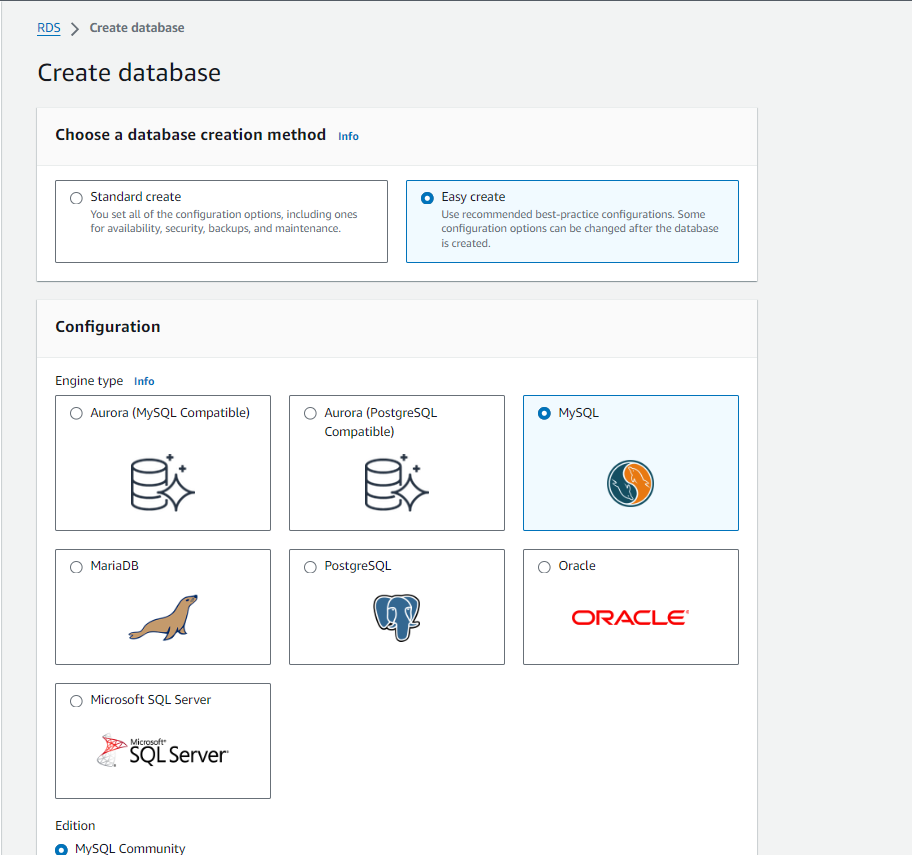 RDS > Create database
Create database
Choose a database creation method Info
Standard create
You set all of the configuration options, including ones
for availability, security, backups, and maintenance.
Easy create
Use recommended best-practice configurations. Some
configuration options can be changed after the database
is created.
Configuration
Engine type Info
Aurora (MySQL Compatible)
Aurora (PostgreSQL
Compatible)
MySQL
MariaDB
PostgreSQL
Oracle
ORACLE®
Microsoft SQL Server
Microsoft®
SQL Server®
Edition
MySQL Community